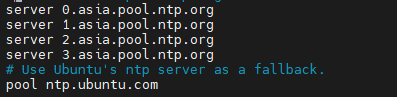 server 0.asia.pool.ntp.org
server 1.asia.pool.ntp.org
server 2.asia.pool.ntp.org
server 3.asia.pool.ntp.org
# Use Ubuntu's ntp server as a fallback.
pool ntp.ubuntu.com